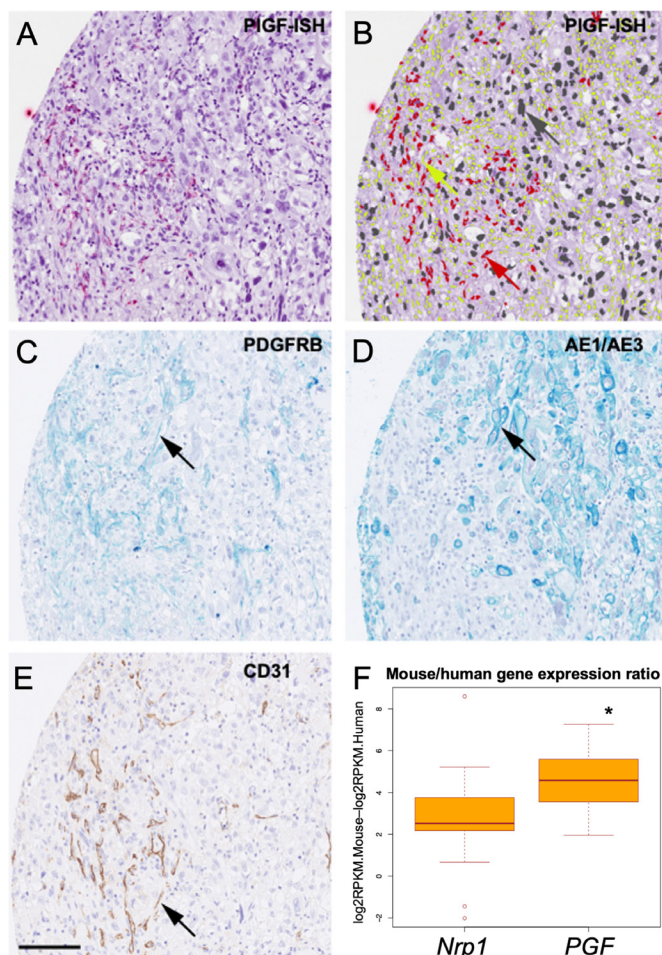 A
PlGF-ISH
B
PlGF-ISH
C
PDGFRB
D
AE1/AE3
E
CD31
F
Mouse/human gene expression ratio
*
log2RPKM.Mouse–log2RPKM.Human
8
6
4
2
0
-2
Nrp1
PGF